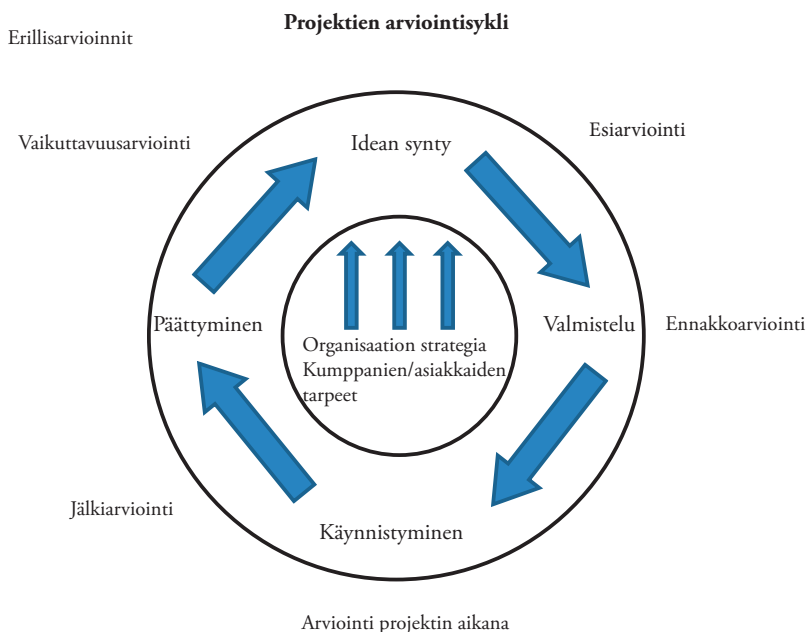 Projektien arviointisykli
Erillisarvioinnit
Vaikuttavuusarviointi
Idean synty
Esiarviointi
Päättyminen
Organisaation strategia
Kumppanien/asiakkaiden
tarpeet
Valmistelu
Ennakkoarviointi
Jälkiarviointi
Käynnistyminen
Arviointi projektin aikana